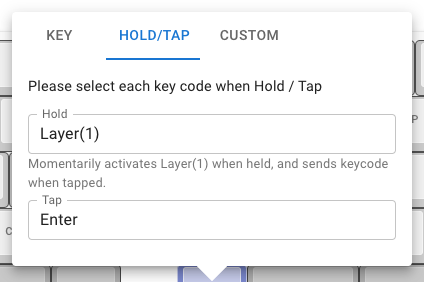 KEY HOLD/TAP CUSTOM
Please select each key code when Hold / Tap
Hold
Layer(1)
P
Momentarily activates Layer(1) when held, and sends keycode
when tapped.
Tap
Enter
C